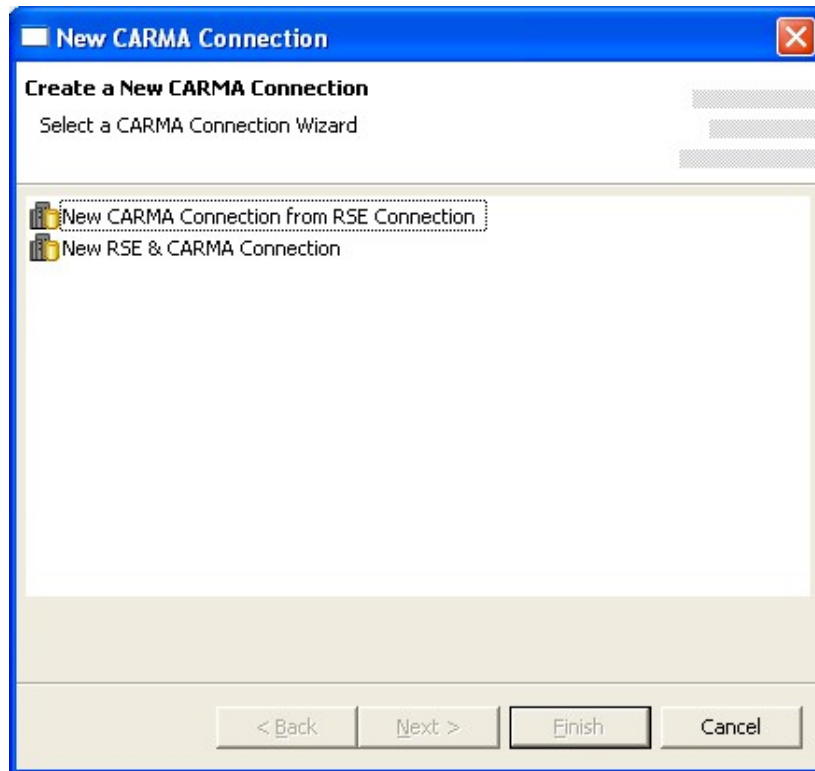 New CARMA Connection
Create a New CARMA Connection
Select a CARMA Connection Wizard
New CARMA Connection from RSE Connection
New RSE & CARMA Connection
< Back Next > Finish Cancel